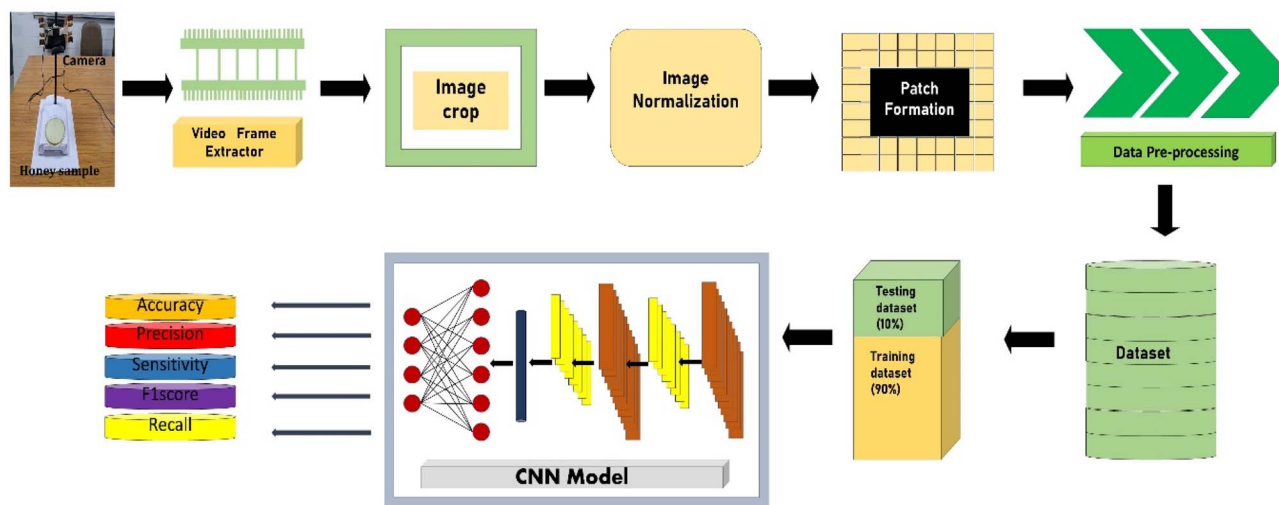 Camera
Honey sample
Video Frame
Extractor
Image
crop
Image
Normalization
Patch
Formation
Data Pre-processing
Accuracy
Precision
Sensitivity
F1score
Recall
CNN Model
Testing
dataset
(10%)
Training
dataset
(90%)
Dataset